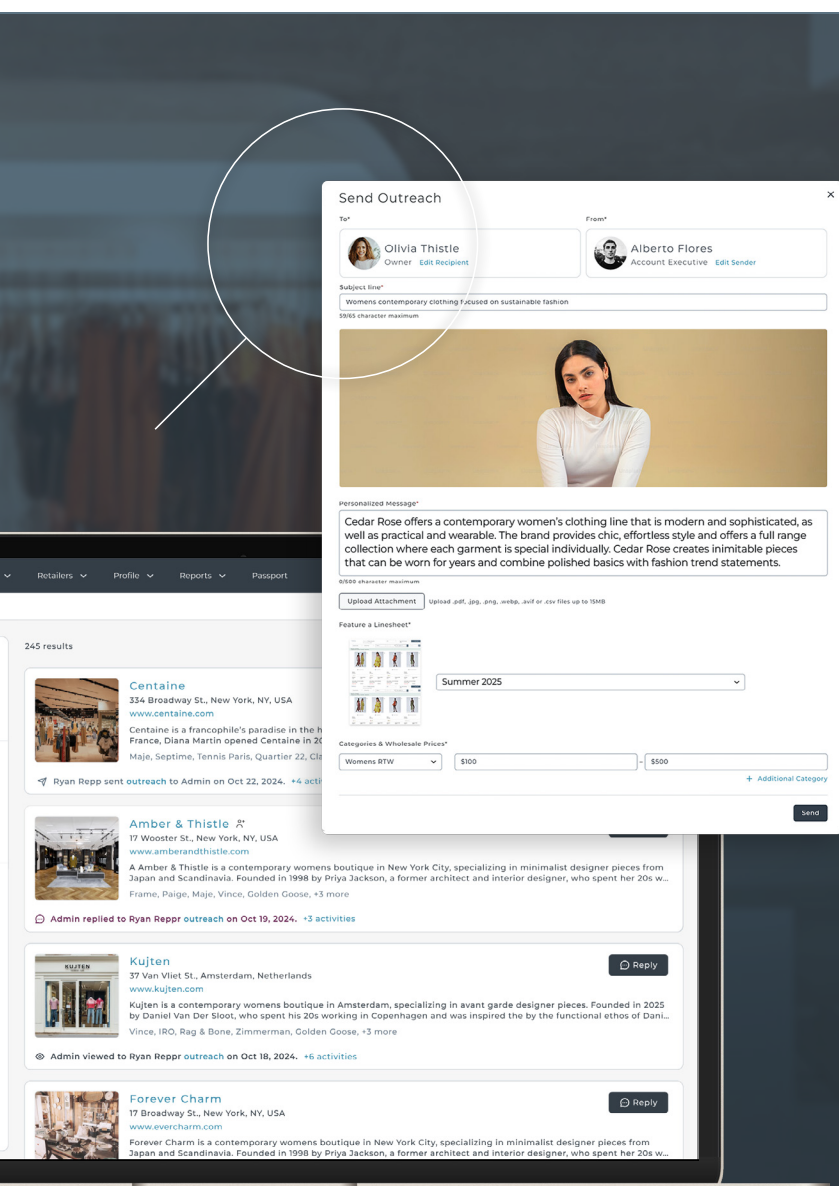 Send Outreach
×
To*
From*
Olivia Thistle
Owner Edit Recipient
Alberto Flores
Account Executive Edit Sender
Subject line*
Womens contemporary clothing focused on sustainable fashion
59/65 character maximum
Personalized Message*
Cedar Rose offers a contemporary women's clothing line that is modern and sophisticated, as
well as practical and wearable. The brand provides chic, effortless style and offers a full range
collection where each garment is special individually. Cedar Rose creates inimitable pieces
that can be worn for years and combine polished basics with fashion trend statements.
0/500 character maximum
Upload Attachment Upload .pdf, .jpg, .png, .webp, .avif or .csv files up to 15MB
Feature a Linesheet*
Summer 2025
Categories & Wholesale Prices*
Womens RTW
$100 – $500
+ Additional Category
Send
Retailers Profile Reports Passport
245 results
Centaine
334 Broadway St., New York, NY, USA
www.centaine.com
Centaine is a francophile's paradise in the
France, Diana Martin opened Centaine in
Maje, Septime, Tennis Paris, Quartier 22,
Ryan Repp sent outreach to Admin on Oct 22, 2024. +4
Amber & Thistle
17 Wooster St., New York, NY, USA
www.amberandthistle.com
A Amber & Thistle is a contemporary womens boutique in New York City, specializing in minimalist designer pieces from
Japan and Scandinavia. Founded in 1998 by Priya Jackson, a former architect and interior designer, who spent her 20s w...
Frame, Paige, Maje, Vince, Golden Goose, +3 more
Admin replied to Ryan Reppr outreach on Oct 19, 2024. +3 activities
Kujten
37 Van Vliet St., Amsterdam, Netherlands
www.kujten.com
Kujten is a contemporary womens boutique in Amsterdam, specializing in avant garde designer pieces. Founded in 2025
by Daniel Van Der Sloot, who spent his 20s working in Copenhagen and was inspired the by the functional ethos of Dani...
Vince, IRO, Rag & Bone, Zimmerman, Golden Goose, +3 more
Reply
KUJTEN
Admin viewed to Ryan Reppr outreach on Oct 18, 2024. +6 activities
Forever Charm
17 Broadway St., New York, NY, USA
www.evercharm.com
Forever Charm is a contemporary womens boutique in New York City, specializing in minimalist designer pieces from
Japan and Scandinavia. Founded in 1998 by Priya Jackson, a former architect and interior designer, who spent her 20s w...
Reply